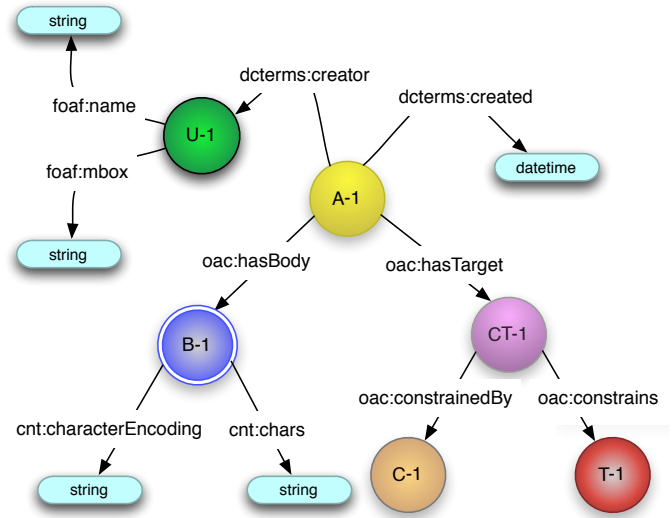 string
dcterms:creator
dcterms:created
foaf:name
U-1
foaf:mbox
datetime
A-1
string
oac:hasBody
oac:hasTarget
B-1
CT-1
oac:constrainedBy
oac:constrains
cnt:characterEncoding
cnt:chars
C-1
T-1
string
string